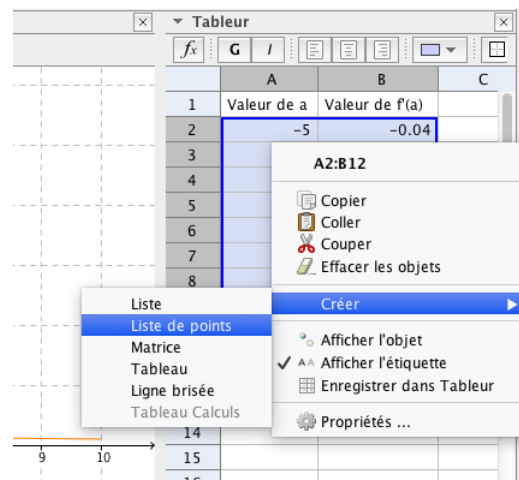 Tableur
fx G I
A B C
1 Valeur de a Valeur de f'(a)
2 -5 -0.04
3
4
5
6
7
8
A2:B12
Copier
Coller
Couper
Effacer les objets
Créer
Afficher l'objet
AA Afficher l'étiquette
Enregistrer dans Tableur
Propriétés ...
Liste
Liste de points
Matrice
Tableau
Ligne brisée
Tableau Calculs
14
15
9 10